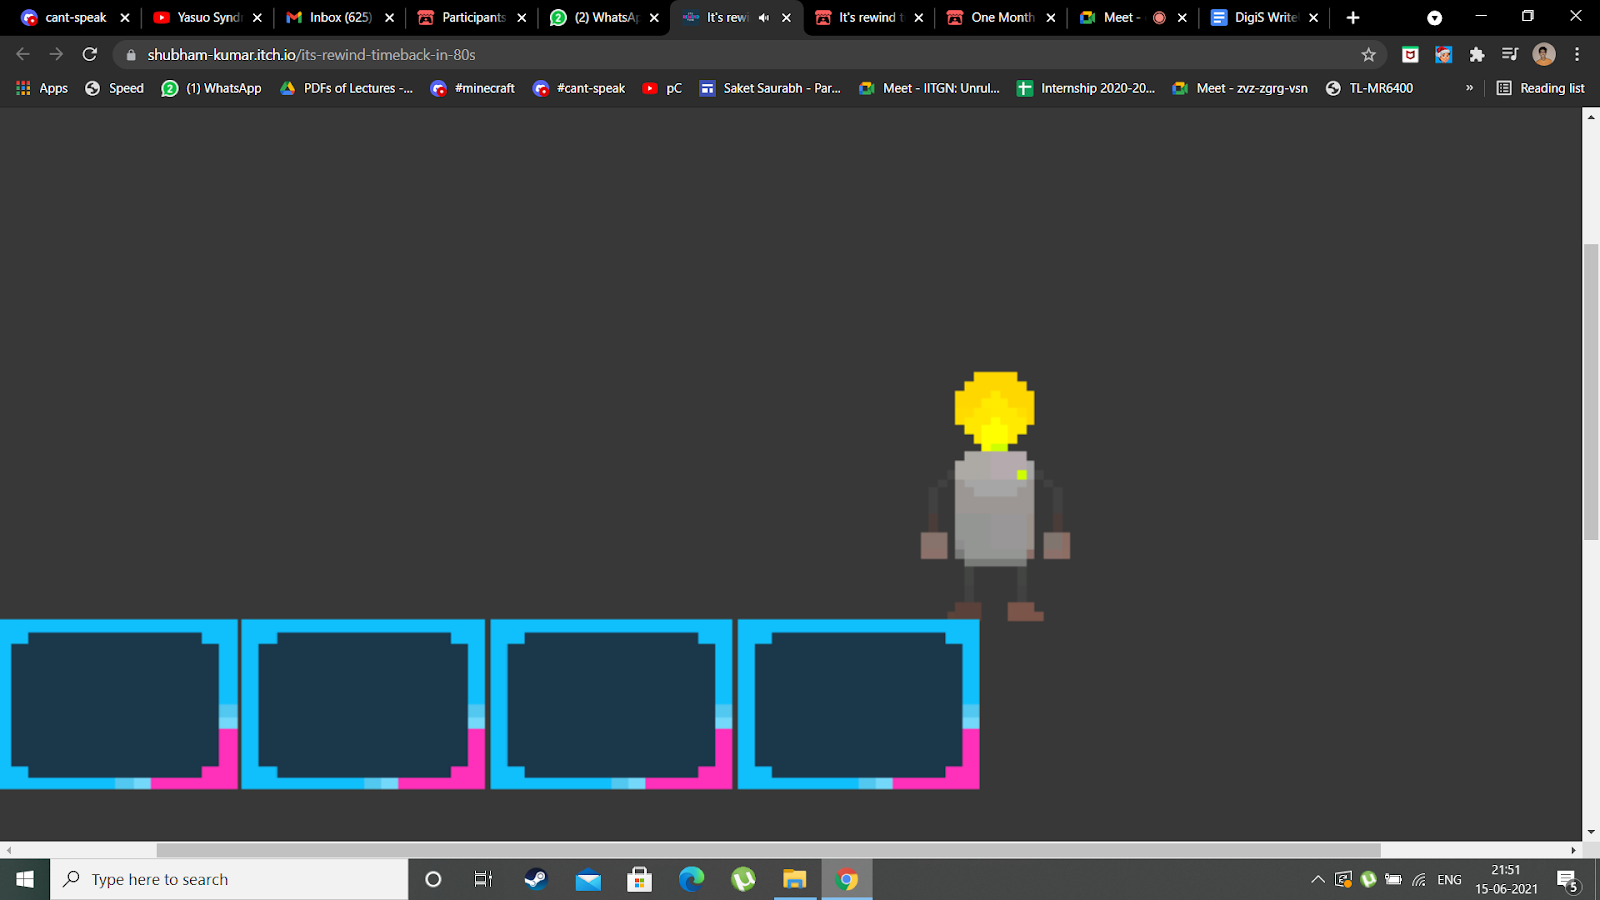 cant-speak
Yasuo Synd
Inbox (625)
Participants
(2) WhatsAp
It's rewi
It's rewind t
One Month
Meet -
DigiS Write
shubham-kumar.itch.io/its-rewind-timeback-in-80s
Apps
Speed
(1) WhatsApp
PDFs of Lectures -...
#minecraft
#cant-speak
pC
Saket Saurabh - Par...
Meet - IITGN: Unrul...
Internship 2020-20...
Meet - zvz-zgrg-vsn
TL-MR6400
»
Reading list
Type here to search
ENG
21:51
15-06-2021
5